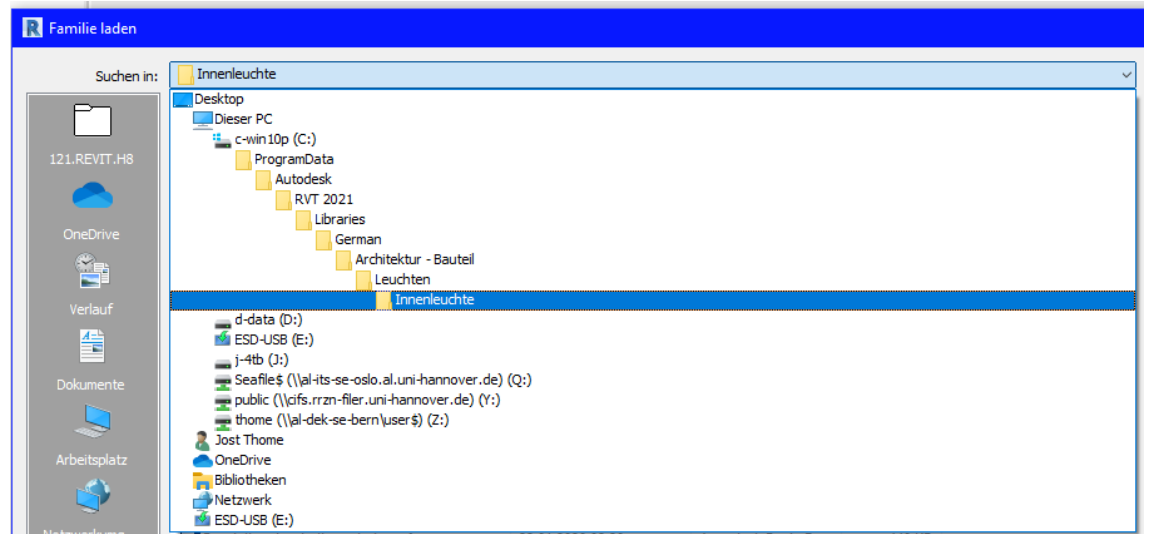 Familie laden
Suchen in:
Innenleuchte
Desktop
Dieser PC
c-win10p (C:)
ProgramData
Autodesk
RVT 2021
Libraries
German
Architektur - Bauteil
Leuchten
Innenleuchte
d-data (D:)
ESD-USB (E:)
j-4tb (J:)
Seafile$ (\\al-its-se-oslo.al.uni-hannover.de) (Q:)
public (\\cifs.rrzn-filer.uni-hannover.de) (Y:)
thome (\\al-dek-se-bern\user$) (Z:)
Jost Thome
OneDrive
Bibliotheken
Netzwerk
ESD-USB (E:)
121.REVIT.H8
OneDrive
Verlauf
Dokumente
Arbeitsplatz